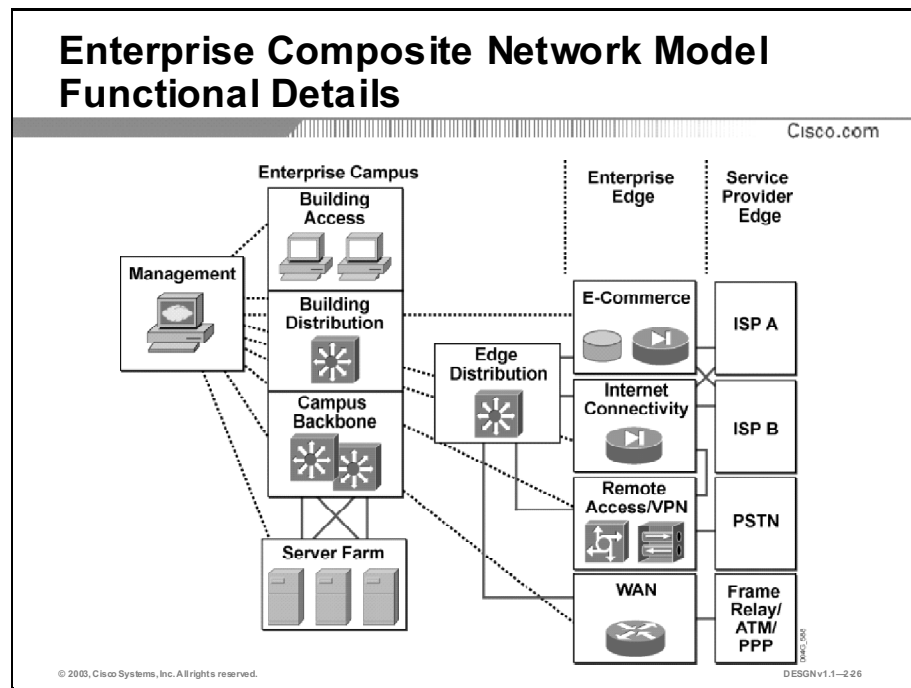 Enterprise Composite Network Model
Functional Details
Cisco.com
Enterprise Campus
Building
Access
Management
Building
Distribution
Campus
Backbone
Server Farm
Edge
Distribution
Enterprise
Edge
E-Commerce
Internet
Connectivity
Remote
Access/VPN
WAN
Service
Provider
Edge
ISP A
ISP B
PSTN
Frame
Relay/
ATM/
PPP
© 2003, Cisco Systems, Inc. All rights reserved.
DESGN v1.1—2-26